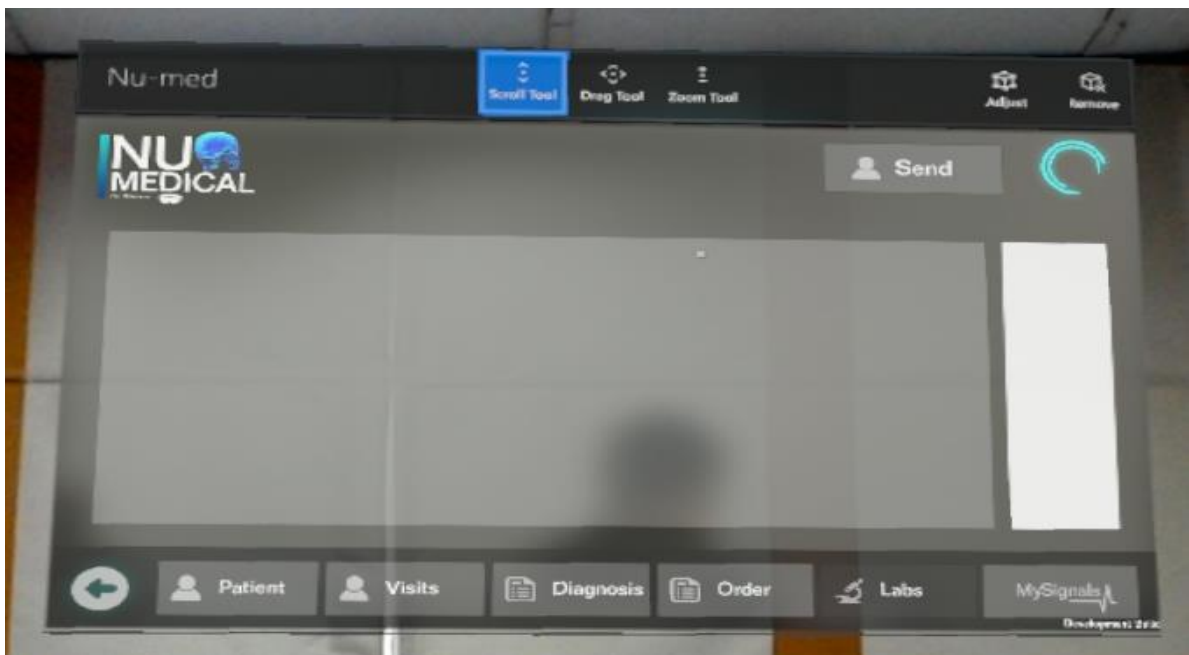 Nu-med
Scroll Tool
Drag Tool
Zoom Tool
Adjust
Remove
NU
MEDICAL
Send
Patient
Visits
Diagnosis
Order
Labs
MySignals
Development